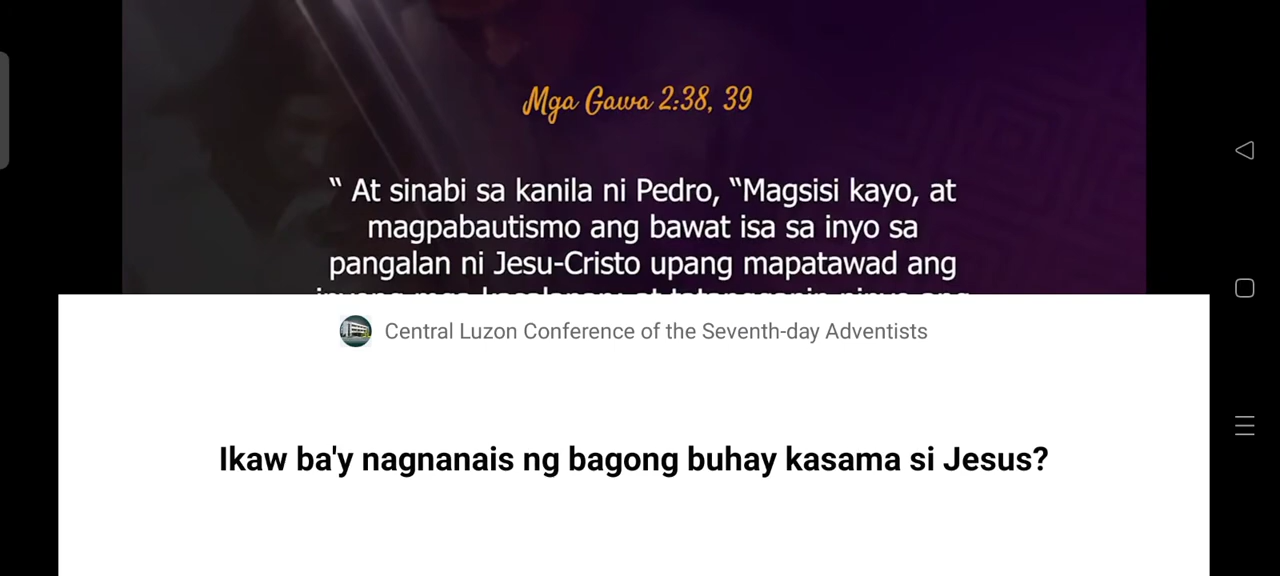 Mga Gawa 2:38, 39
“ At sinabi sa kanila ni Pedro, “Magsisi kayo, at
magpabautismo ang bawat isa sa inyo sa
pangalan ni Jesu-Cristo upang mapatawad ang
Central Luzon Conference of the Seventh-day Adventists
Ikaw ba'y nagnanais ng bagong buhay kasama si Jesus?